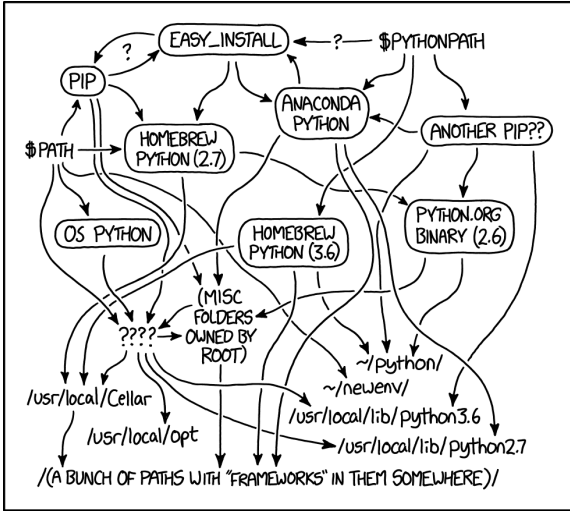 EASY_INSTALL
?
?
$PYTHONPATH
PIP
ANACONDA
PYTHON
ANOTHER PIP??
HOMEBREW
PYTHON (2.7)
$PATH
OS PYTHON
HOMEBREW
PYTHON (3.6)
PYTHON.ORG
BINARY (2.6)
(MISC
FOLDERS
OWNED BY
ROOT)
????
~/python/
~/newenv/
/usr/local/Cellar
/usr/local/lib/python3.6
/usr/local/opt
/usr/local/lib/python2.7
/(A BUNCH OF PATHS WITH "FRAMEWORKS" IN THEM SOMEWHERE)/